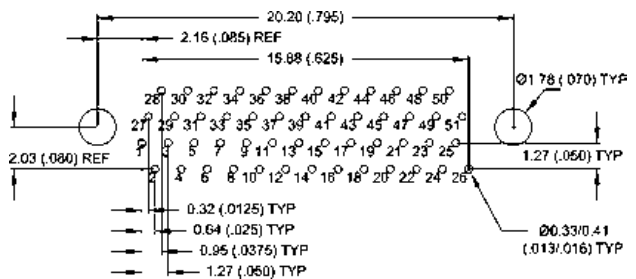 20.20 (.795)
2.16 (.085) REF
15.88 (.625)
Ø1.78 (.070) TYP
28 30 32 34 36 38 40 42 44 46 48 50
27 29 31 33 35 37 39 41 43 45 47 49 51
1 3 5 7 9 11 13 15 17 19 21 23 25
2.03 (.080) REF
1.27 (.050) TYP
2 4 6 8 10 12 14 16 18 20 22 24 26
0.32 (.0125) TYP
0.64 (.025) TYP
0.95 (.0375) TYP
1.27 (.050) TYP
Ø0.33/0.41
(.013/.016) TYP